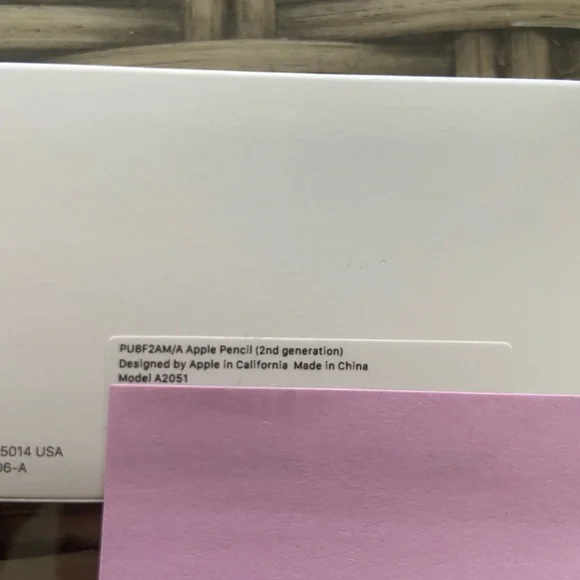 PU8F2AM/A Apple Pencil (2nd generation)
Designed by Apple in California Made in China
Model A2051
5014 USA
06-A